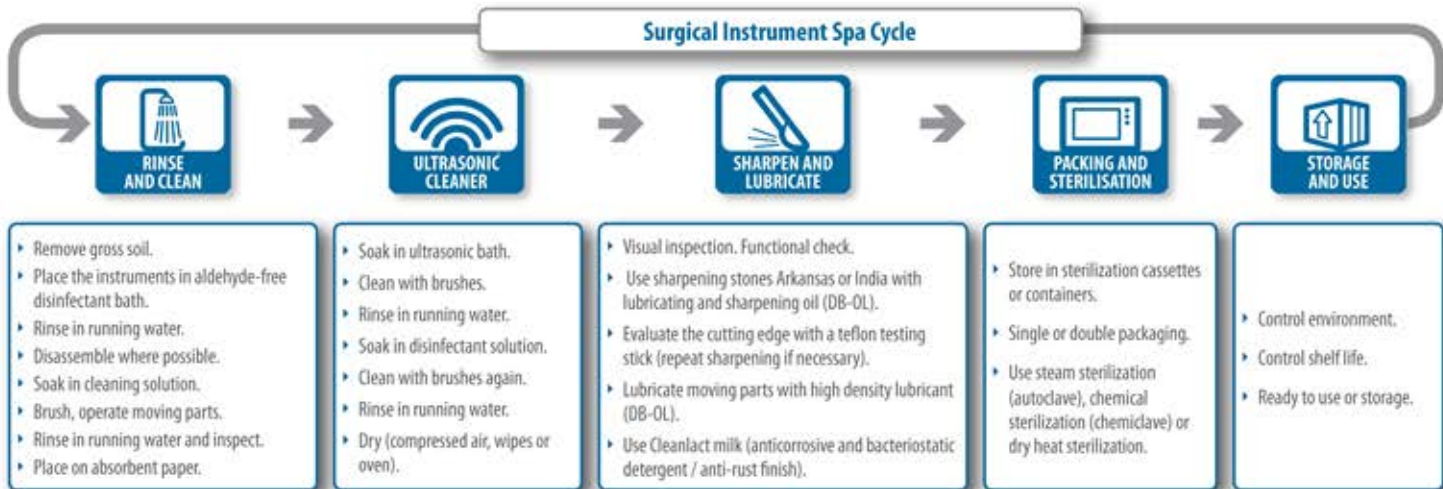 Surgical Instrument Spa Cycle
RINSE
AND CLEAN
ULTRASONIC
CLEANER
SHARPEN AND
LUBRICATE
PACKING AND
STERILISATION
STORAGE
AND USE
Remove gross soil.
Place the instruments in aldehyde-free
disinfectant bath.
Rinse in running water.
Disassemble where possible.
Soak in cleaning solution.
Brush, operate moving parts.
Rinse in running water and inspect.
Place on absorbent paper.
Soak in ultrasonic bath.
Clean with brushes.
Rinse in running water.
Soak in disinfectant solution.
Clean with brushes again.
Rinse in running water.
Dry (compressed air, wipes or
oven).
Visual inspection. Functional check.
Use sharpening stones Arkansas or India with
lubricating and sharpening oil (DB-OL).
Evaluate the cutting edge with a teflon testing
stick (repeat sharpening if necessary).
Lubricate moving parts with high density lubricant
(DB-OL).
Use Cleanlact milk (anticorrosive and bacteriostatic
detergent / anti-rust finish).
Store in sterilization cassettes
or containers.
Single or double packaging.
Use steam sterilization
(autoclave), chemical
sterilization (chemiclave) or
dry heat sterilization.
Control environment.
Control shelf life.
Ready to use or storage.